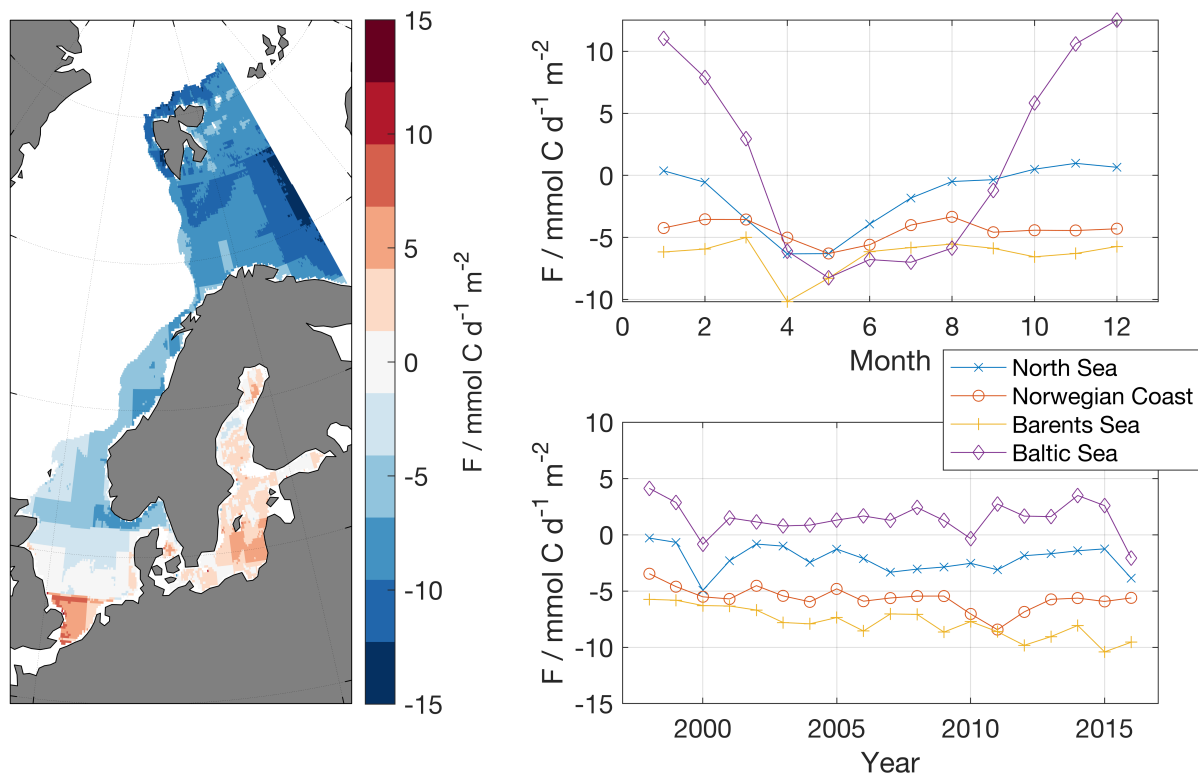 15
10
5
0
-5
-10
-15
F / mmol C d⁻¹ m⁻²
10
5
0
-5
-10
F / mmol C d⁻¹ m⁻²
0 2 4 6 8 10 12
Month
North Sea
Norwegian Coast
Barents Sea
Baltic Sea
10
5
0
-5
-10
-15
F / mmol C d⁻¹ m⁻²
2000 2005 2010 2015
Year